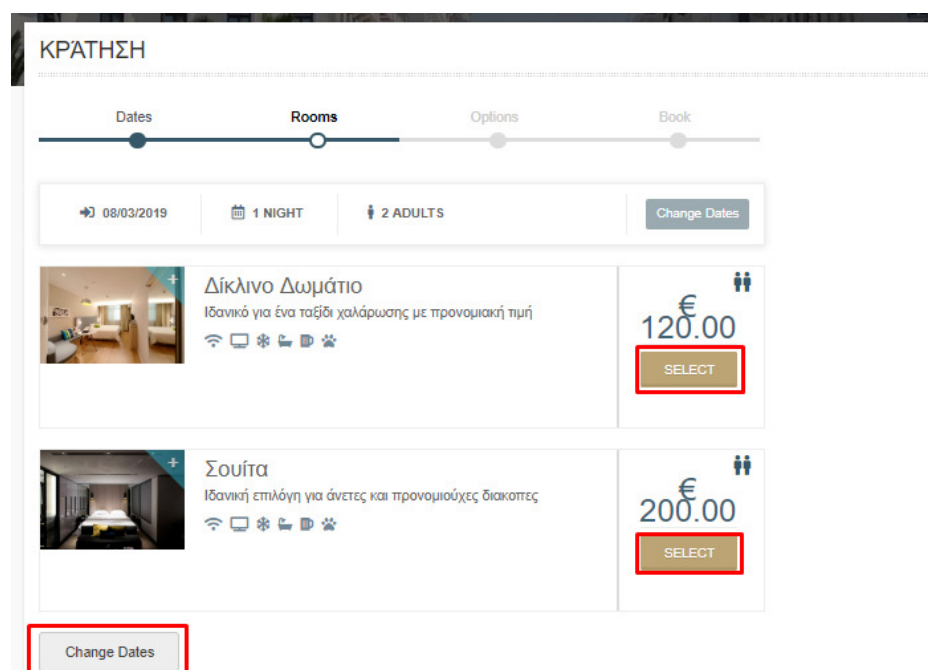 ΚΡΆΤΗΣΗ
Dates Rooms Options Book
08/03/2019 1 NIGHT 2 ADULTS Change Dates
Δίκλινο Δωμάτιο
Ιδανικό για ένα ταξίδι χαλάρωσης με προνομιακή τιμή
€
120.00
SELECT
Σουίτα
Ιδανική επιλόγη για άνετες και προνομιούχες διακοπες
€
200.00
SELECT
Change Dates